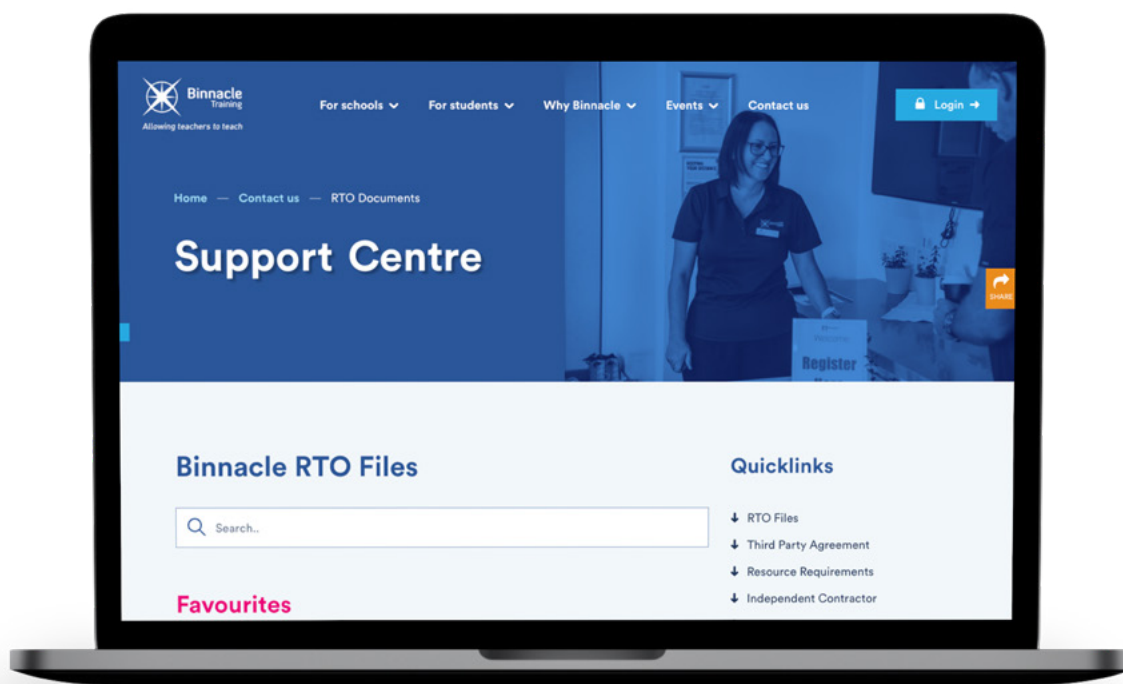 Binnacle
Training
Allowing teachers to teach
For schools
For students
Why Binnacle
Events
Contact us
Login
Home — Contact us — RTO Documents
Support Centre
SHARE
Welcome
Register
Binnacle RTO Files
Search..
Favourites
Quicklinks
RTO Files
Third Party Agreement
Resource Requirements
Independent Contractor